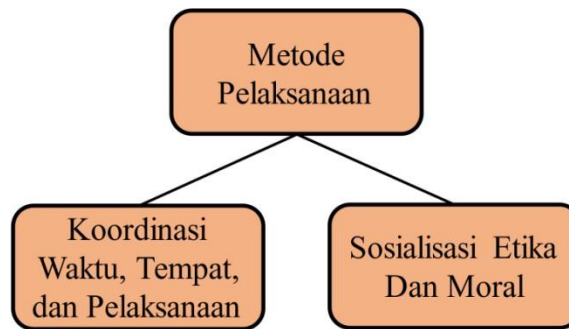 Metode
Pelaksanaan
Koordinasi
Waktu, Tempat,
dan Pelaksanaan
Sosialisasi Etika
Dan Moral